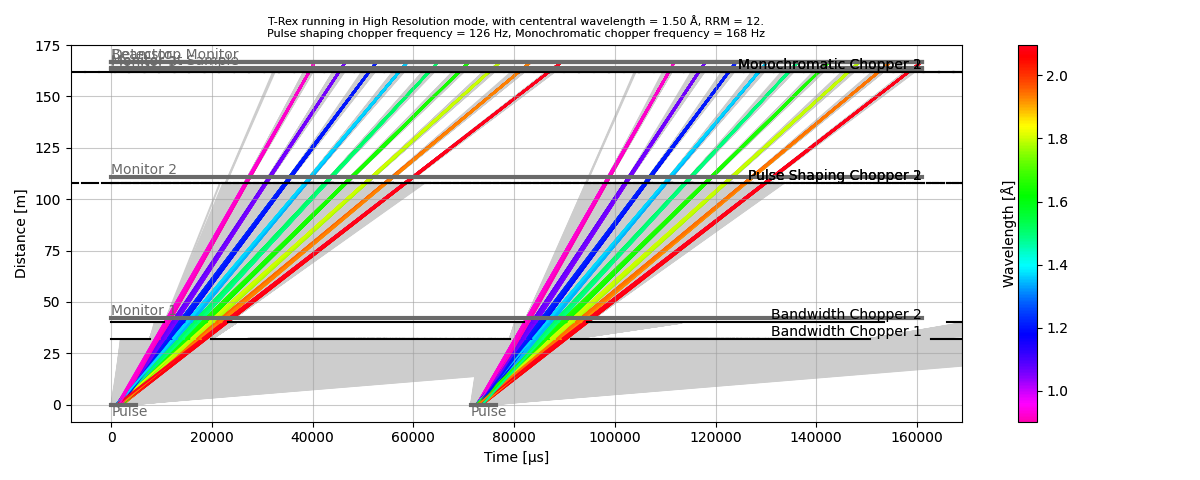 T-Rex running in High Resolution mode, with cententral wavelength = 1.50 Å, RRM = 12.
Pulse shaping chopper frequency = 126 Hz, Monochromatic chopper frequency = 168 Hz
175
150
125
100
75
50
25
0
Distance [m]
Monitor
Monochromatic Chopper 2
Monitor 2
Pulse Shaping Chopper 2
Monitor
Bandwidth Chopper 2
Bandwidth Chopper 1
Pulse
Pulse
0
20000
40000
60000
80000
100000
120000
140000
160000
Time [μs]
2.0
1.8
1.6
1.4
1.2
1.0
Wavelength [Å]